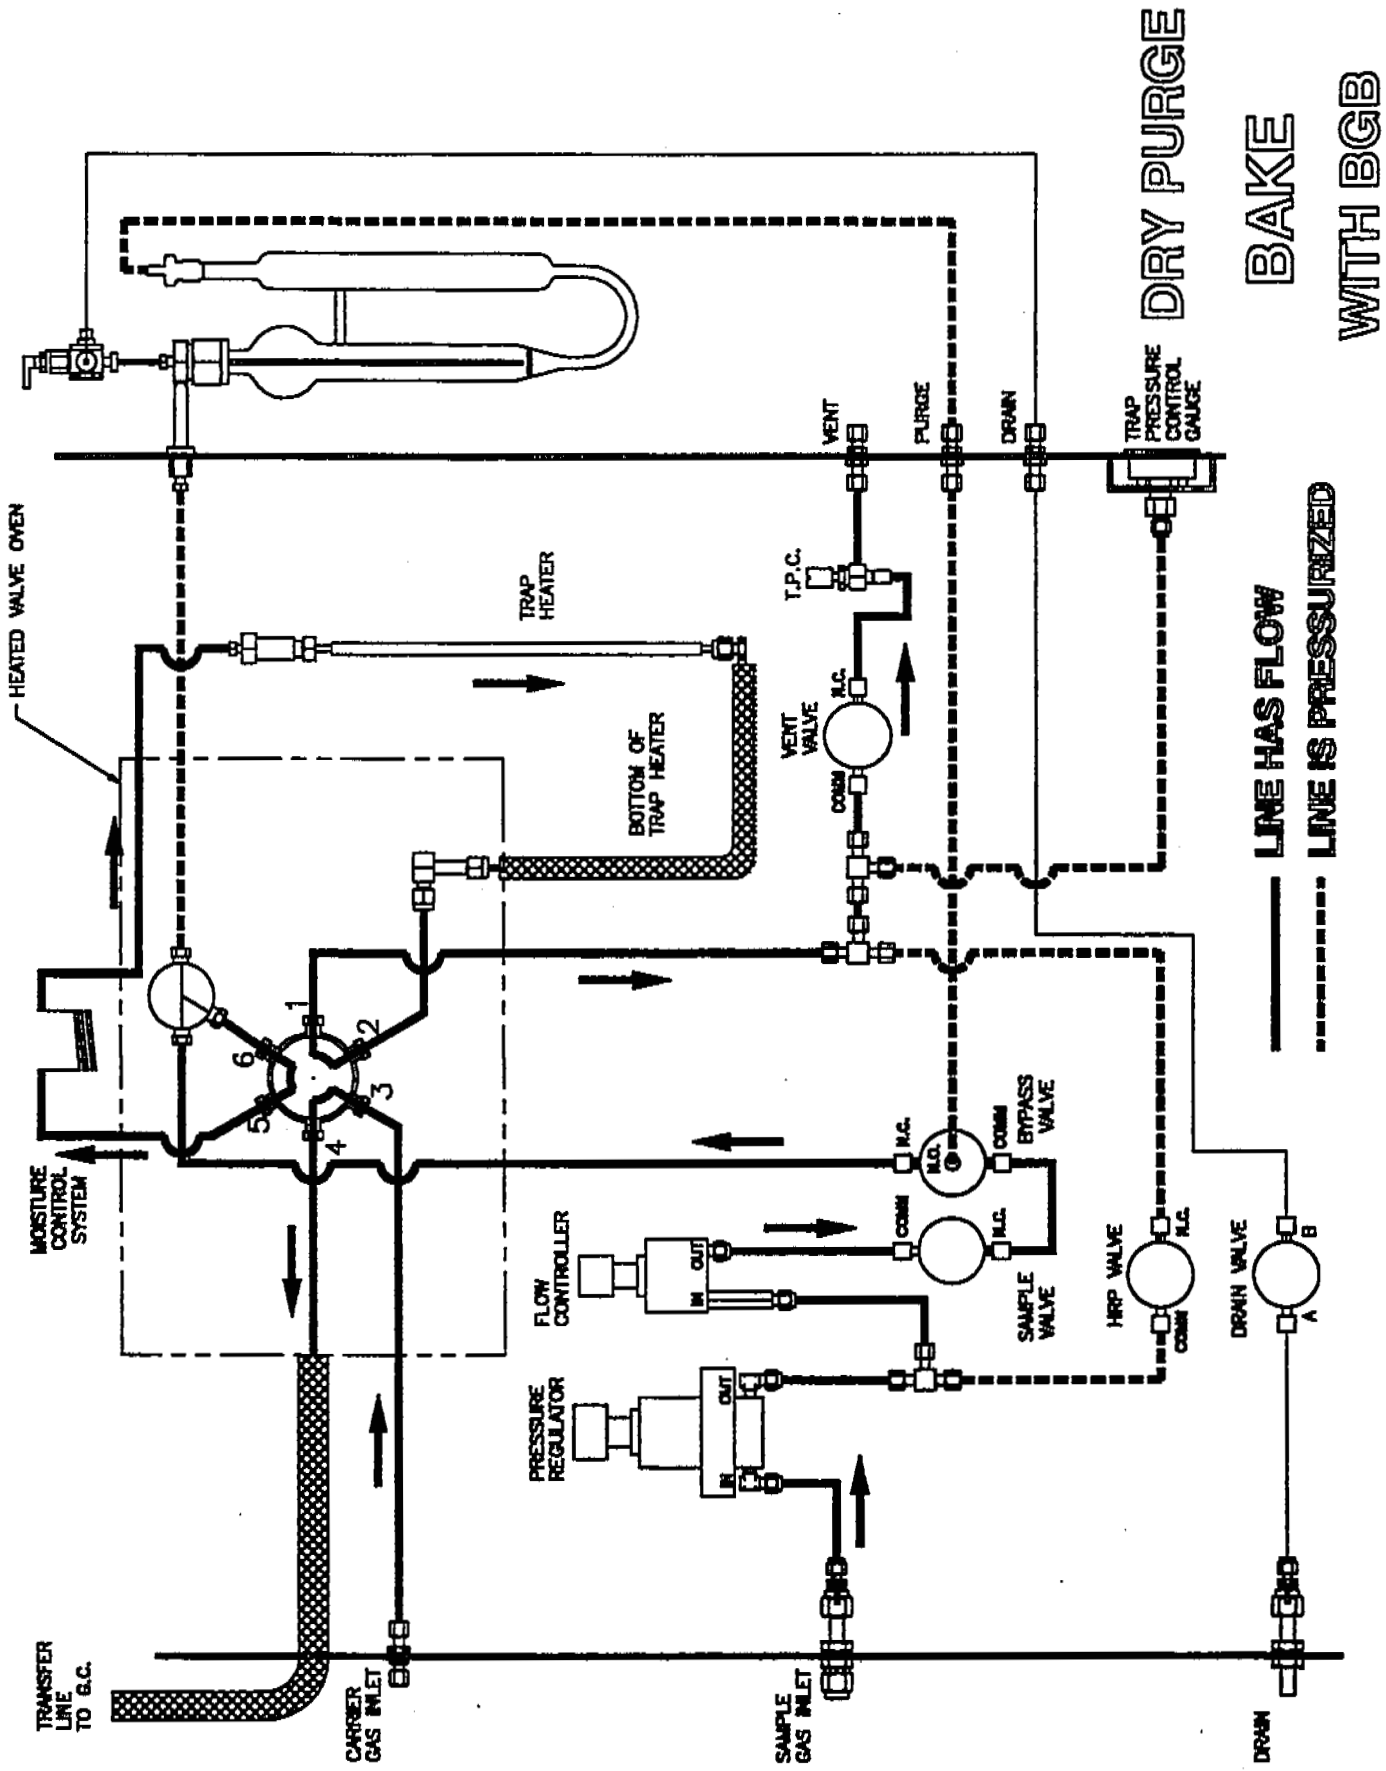 HEATED VALVE OVEN
MOISTURE
CONTROL
SYSTEM
TRANSFER
LINE
TO G.C.
CARRIER
GAS INLET
SAMPLE
GAS INLET
DRAIN
1
2
3
4
5
6
TRAP
HEATER
BOTTOM OF
TRAP HEATER
PRESSURE
REGULATOR
IN
OUT
FLOW
CONTROLLER
IN
OUT
VENT
VALVE
COMM
N.C.
T.P.C.
VENT
PURGE
DRAIN
TRAP
PRESSURE
CONTROL
GAUGE
N.C.
N.O.
COMM
BYPASS
VALVE
COMM
N.C.
SAMPLE
VALVE
HRP VALVE
COMM
N.C.
DRAIN VALVE
A
B
LINE HAS FLOW
LINE IS PRESSURIZED
DRY PURGE
BAKE
WITH BGB